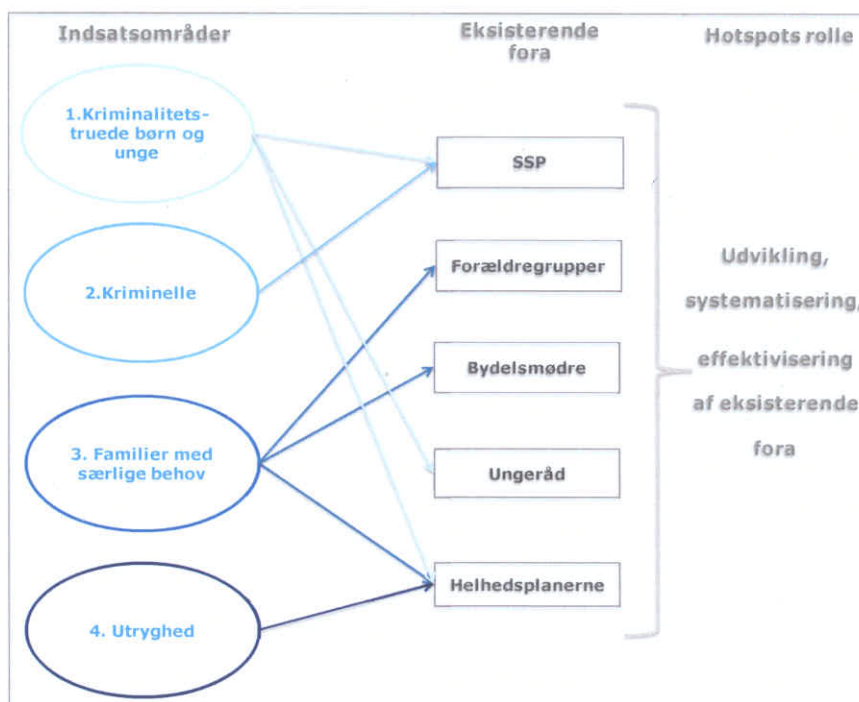 Indsatsområder
Eksisterende
fora
Hotspots rolle
1.Kriminalitets-
truede børn og
unge
2.Kriminelle
3. Familier med
særlige behov
4. Utryghed
SSP
Forældregrupper
Bydelsmødre
Ungeråd
Helhedsplanerne
Udvikling,
systematisering,
effektivisering
af eksisterende
fora